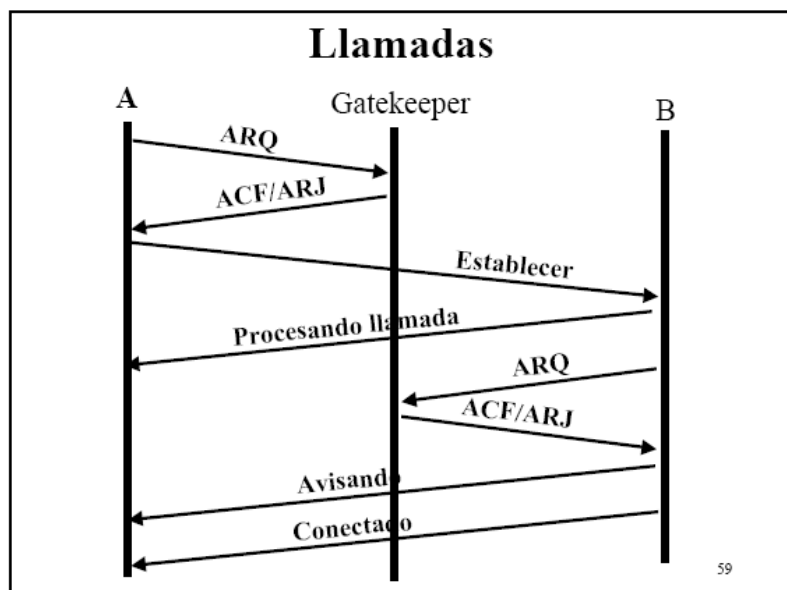 Llamadas
A
Gatekeeper
B
ARQ
ACF/ARJ
Establecer
Procesando llamada
ARQ
ACF/ARJ
Avisando
Conectado
59